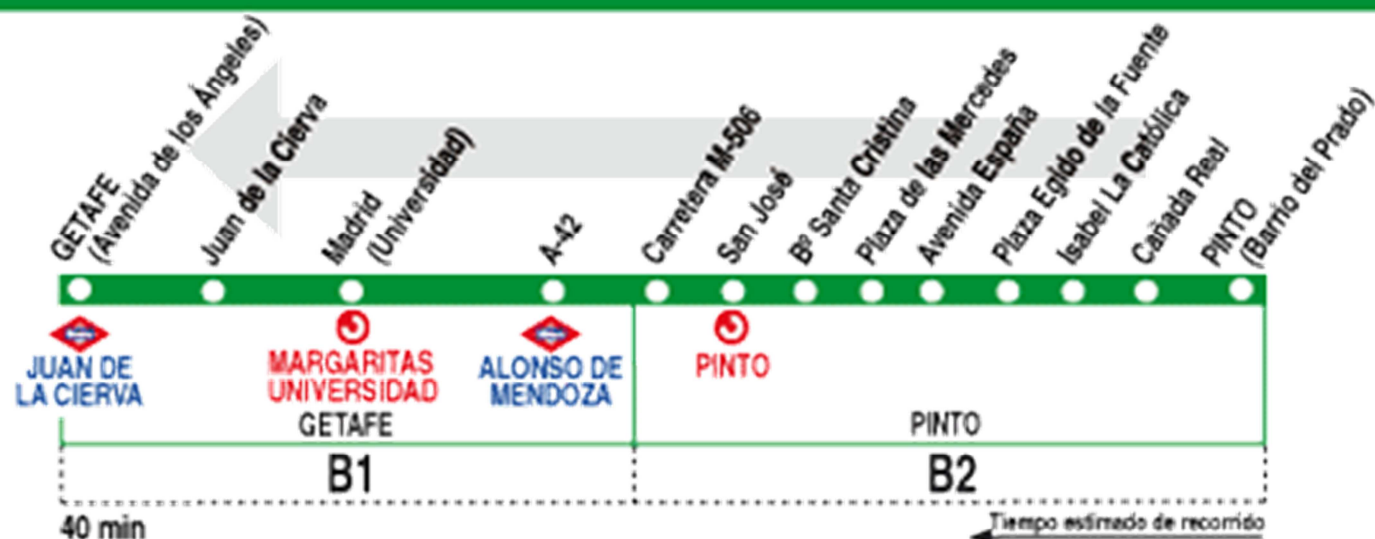 GETAFE
(Avenida de los Ángeles)
Juan de la Cierva
Madrid
(Universidad)
A-42
Carretera M-506
San José
Bº Santa Cristina
Plaza de las Mercedes
Avenida España
Plaza Egido de la Fuente
Isabel La Católica
Cañada Real
PINTO
(Barrio del Prado)
JUAN DE
LA CIERVA
MARGARITAS
UNIVERSIDAD
ALONSO DE
MENDOZA
PINTO
GETAFE
PINTO
B1
B2
40 min
Tiempo estimado de recorrido